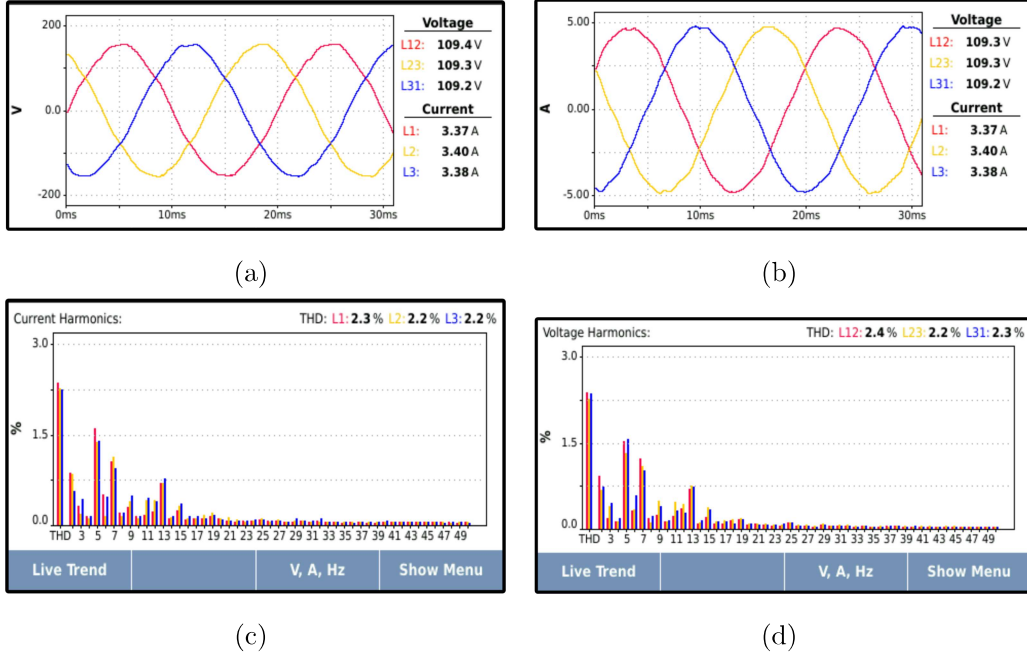 200
0.0
-200
V
0ms 10ms 20ms 30ms
Voltage
L12: 109.4 V
L23: 109.3 V
L31: 109.2 V
Current
L1: 3.37 A
L2: 3.40 A
L3: 3.38 A
(a)
5.00
2.50
0.00
-2.50
-5.00
A
0ms 10ms 20ms 30ms
Voltage
L12: 109.3 V
L23: 109.3 V
L31: 109.2 V
Current
L1: 3.37 A
L2: 3.40 A
L3: 3.38 A
(b)
Current Harmonics: THD: L1: 2.3 % L2: 2.2 % L3: 2.2 %
3.0
1.5
0.0
%
THD 3 5 7 9 11 13 15 17 19 21 23 25 27 29 31 33 35 37 39 41 43 45 47 49
Live Trend V, A, Hz Show Menu
(c)
Voltage Harmonics: THD: L12: 2.4 % L23: 2.2 % L31: 2.3 %
3.0
1.5
0.0
%
THD 3 5 7 9 11 13 15 17 19 21 23 25 27 29 31 33 35 37 39 41 43 45 47 49
Live Trend V, A, Hz Show Menu
(d)